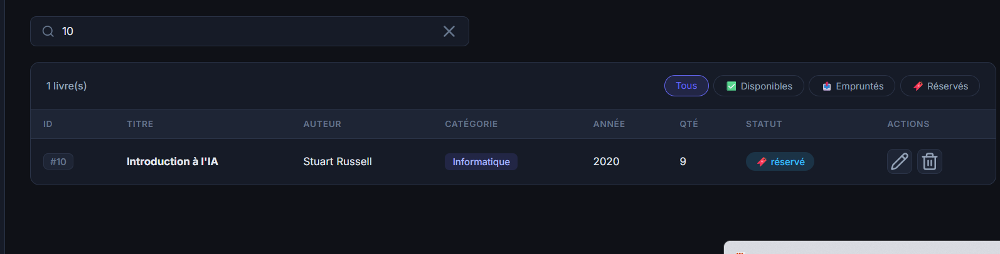 10
1 livre(s)
Tous ✅ Disponibles 📤 Empruntés 🔖 Réservés
ID TITRE AUTEUR CATÉGORIE ANNÉE QTÉ STATUT ACTIONS
#10 Introduction à l'IA Stuart Russell Informatique 2020 9 🔖 réservé